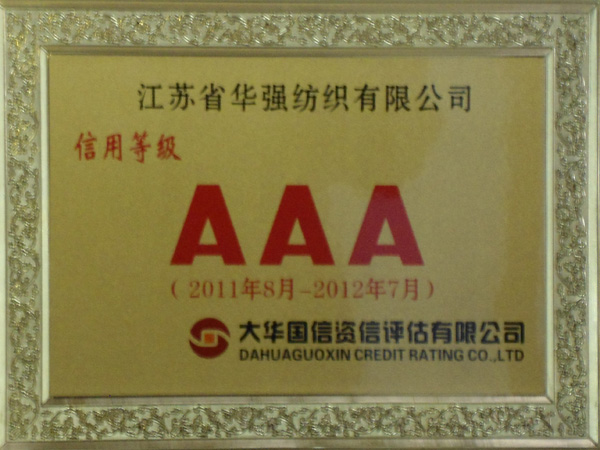 江苏省华强纺织有限公司
信用等级
AAA
(2011年8月-2012年7月)
大华国信资信评估有限公司
DAHUAGUOXIN CREDIT RATING CO.,LTD